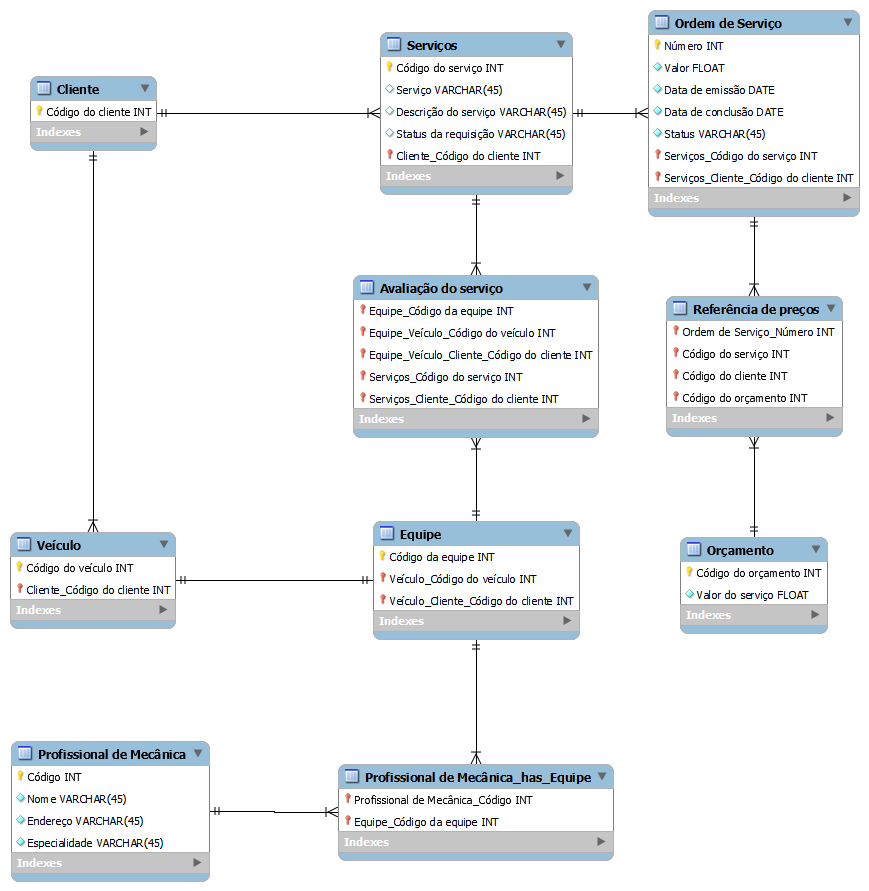 Cliente
Código do cliente INT
Indexes
Serviços
Código do serviço INT
Serviço VARCHAR(45)
Descrição do serviço VARCHAR(45)
Status da requisição VARCHAR(45)
Cliente_Código do cliente INT
Indexes
Ordem de Serviço
Número INT
Valor FLOAT
Data de emissão DATE
Data de conclusão DATE
Status VARCHAR(45)
Serviços_Código do serviço INT
Serviços_Cliente_Código do cliente INT
Indexes
Avaliação do serviço
Equipe_Código da equipe INT
Equipe_Veículo_Código do veículo INT
Equipe_Veículo_Cliente_Código do cliente INT
Serviços_Código do serviço INT
Serviços_Cliente_Código do cliente INT
Indexes
Referência de preços
Ordem de Serviço_Número INT
Código do serviço INT
Código do cliente INT
Código do orçamento INT
Indexes
Veículo
Código do veículo INT
Cliente_Código do cliente INT
Indexes
Equipe
Código da equipe INT
Veículo_Código do veículo INT
Veículo_Cliente_Código do cliente INT
Indexes
Orçamento
Código do orçamento INT
Valor do serviço FLOAT
Indexes
Profissional de Mecânica
Código INT
Nome VARCHAR(45)
Endereço VARCHAR(45)
Especialidade VARCHAR(45)
Indexes
Profissional de Mecânica_has_Equipe
Profissional de Mecânica_Código INT
Equipe_Código da equipe INT
Indexes